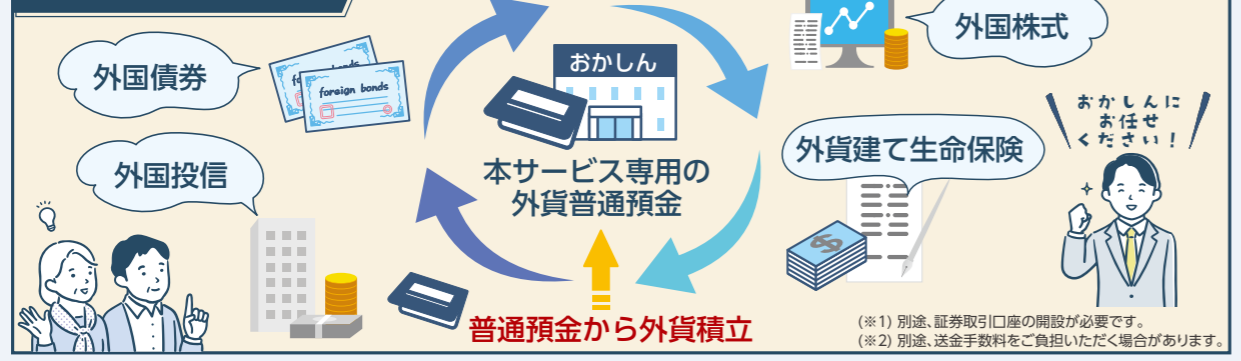 外国株式
外国債券
foreign bonds
おかしん
おかしんに
お任せ
ください!
外貨建て生命保険
外国投信
本サービス専用の
外貨普通預金
普通預金から外貨積立
(※1) 別途、証券取引口座の開設が必要です。
(※2) 別途、送金手数料をご負担いただく場合があります。